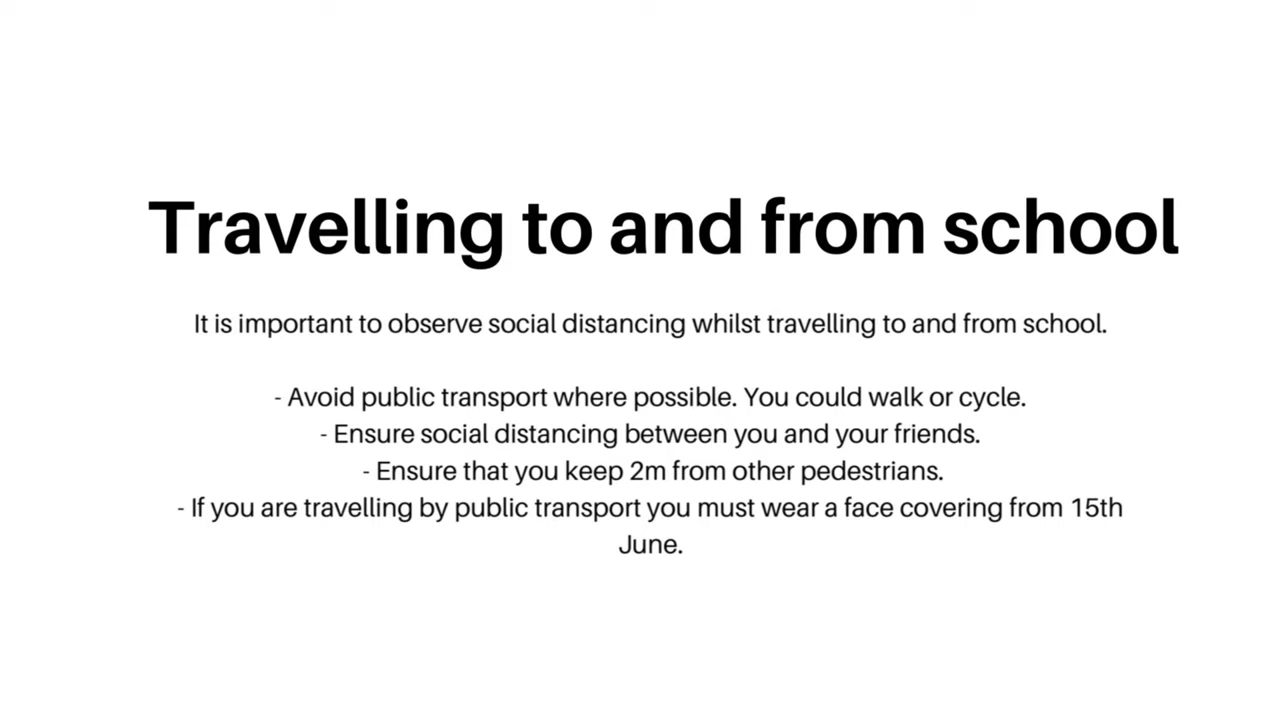 Travelling to and from school
It is important to observe social distancing whilst travelling to and from school.
- Avoid public transport where possible. You could walk or cycle.
- Ensure social distancing between you and your friends.
- Ensure that you keep 2m from other pedestrians.
- If you are travelling by public transport you must wear a face covering from 15th
June.